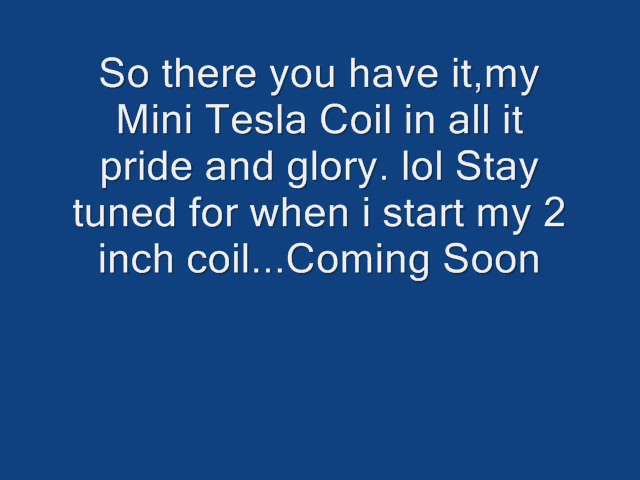 So there you have it,my
Mini Tesla Coil in all it
pride and glory. lol Stay
tuned for when i start my 2
inch coil...Coming Soon